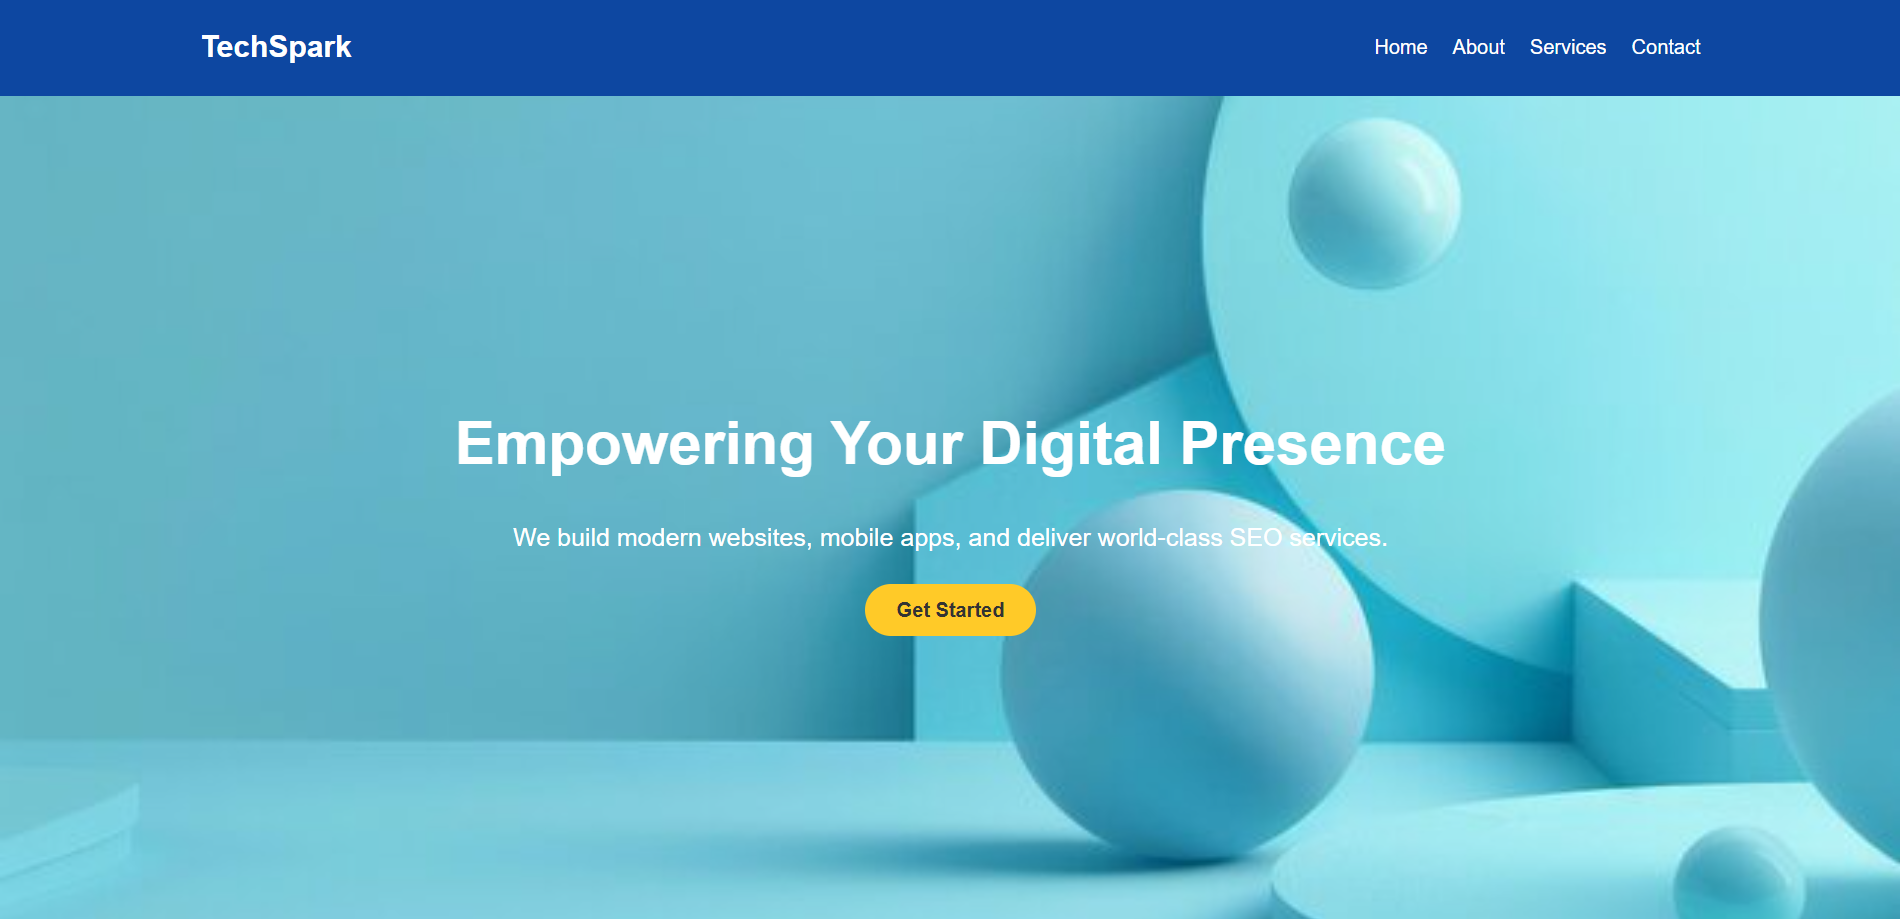 TechSpark
Home About Services Contact
Empowering Your Digital Presence
We build modern websites, mobile apps, and deliver world-class SEO services.
Get Started